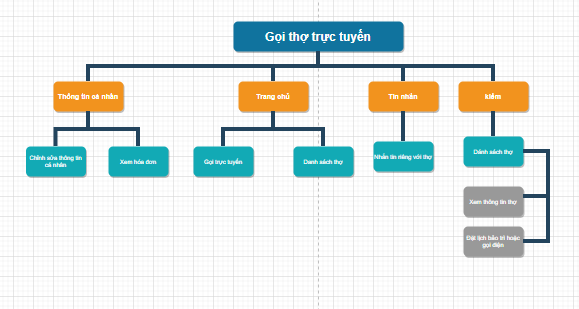 Gọi thợ trực tuyến
Thông tin cá nhân
Trang chủ
Tin nhắn
kiếm
Chỉnh sửa thông tin
cá nhân
Xem hóa đơn
Gọi trực tuyến
Danh sách thợ
Nhắn tin riêng với thợ
Dánh sách thợ
Xem thông tin thợ
Đặt lịch bảo trì hoặc
gọi điện